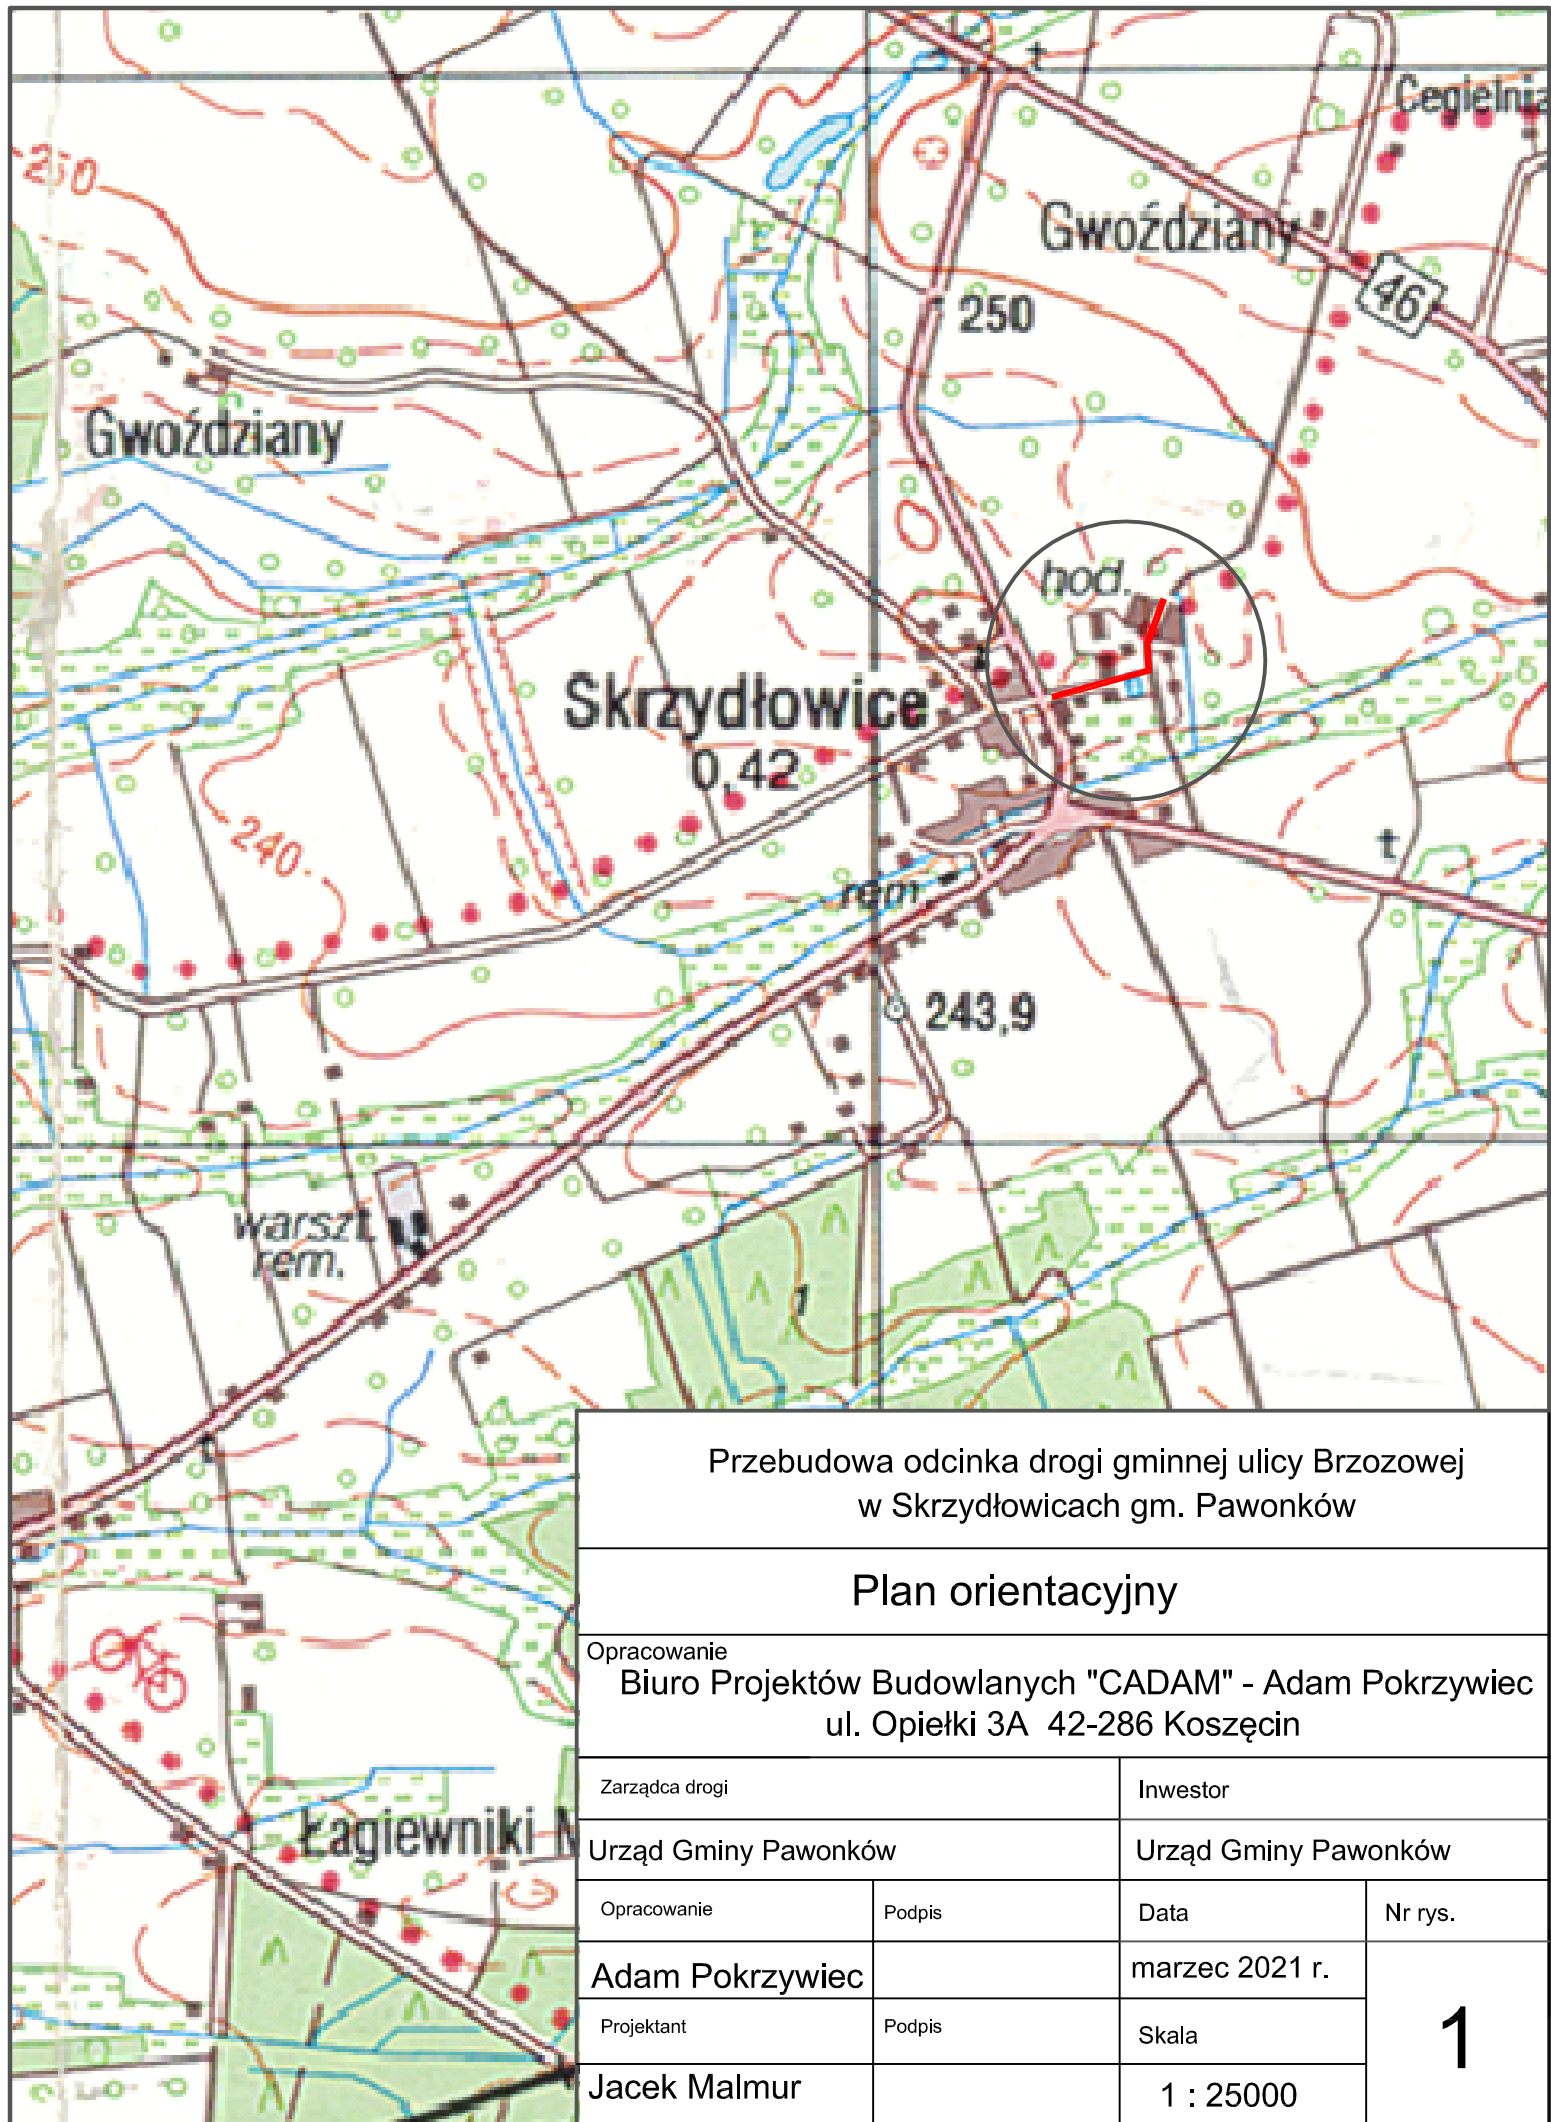 t
Cegielnia
250
Gwoździany
46
250
Gwoździany
hod.
Skrzydłowice
0,42
240
t
rem.
243,9
warszt.
rem.
1
Przebudowa odcinka drogi gminnej ulicy Brzozowej
w Skrzydłowicach gm. Pawonków
Plan orientacyjny
Opracowanie
Biuro Projektów Budowlanych "CADAM" - Adam Pokrzywiec
ul. Opiełki 3A 42-286 Koszęcin
Zarządca drogi
Inwestor
Łagiewniki M
Urząd Gminy Pawonków
Urząd Gminy Pawonków
Opracowanie
Podpis
Data
Nr rys.
Adam Pokrzywiec
marzec 2021 r.
1
Projektant
Podpis
Skala
Jacek Malmur
1 : 25000